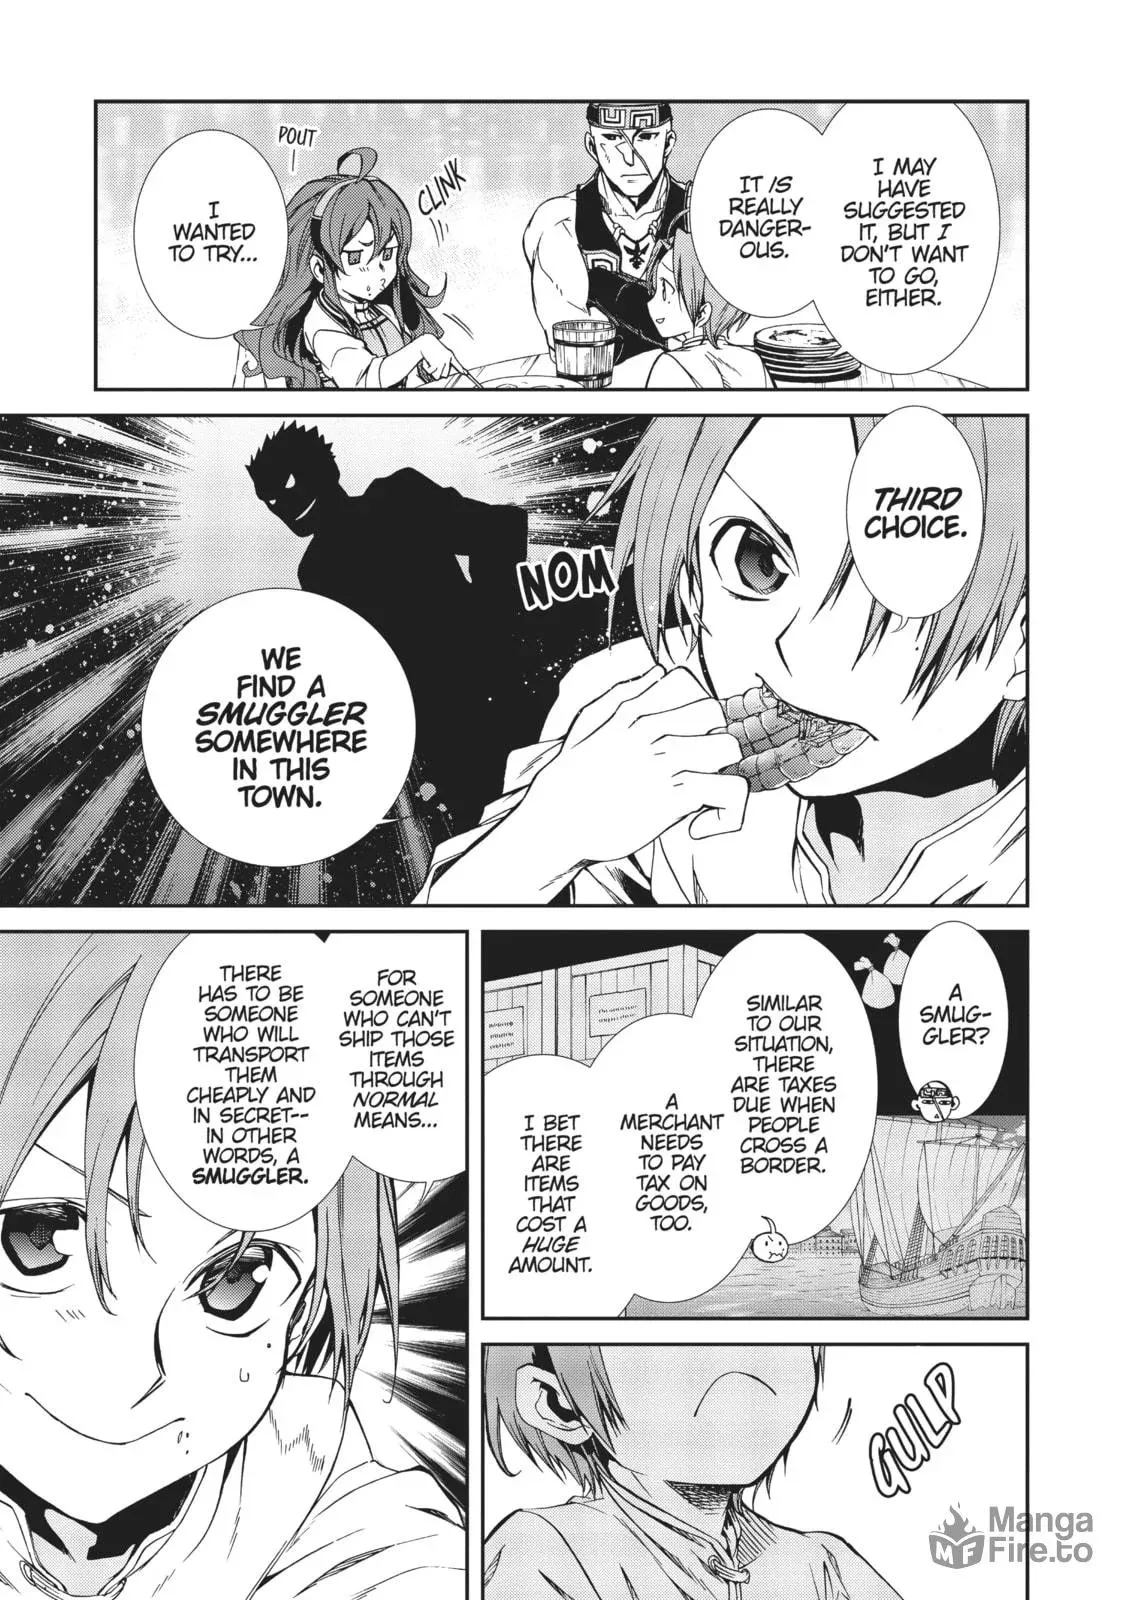 I MAY
HAVE
SUGGESTED
IT, BUT I
DON'T WANT
TO GO,
EITHER.
IT IS
REALLY
DANGER-
OUS.
CLINK
POUT
I
WANTED
TO TRY...
THIRD
CHOICE.
NOM
WE
FIND A
SMUGGLER
SOMEWHERE
IN THIS
TOWN.
A
SMUG-
GLER?
SIMILAR
TO OUR
SITUATION,
THERE
ARE TAXES
DUE WHEN
PEOPLE
CROSS A
BORDER.
A
MERCHANT
NEEDS
TO PAY
TAX ON
GOODS,
TOO.
I BET
THERE
ARE
ITEMS
THAT
COST A
HUGE
AMOUNT.
GULP
FOR
SOMEONE
WHO CAN'T
SHIP THOSE
ITEMS
THROUGH
NORMAL
MEANS...
THERE
HAS TO BE
SOMEONE
WHO WILL
TRANSPORT
THEM
CHEAPLY AND
IN SECRET--
IN OTHER
WORDS, A
SMUGGLER.
MF
Manga
Fire.to